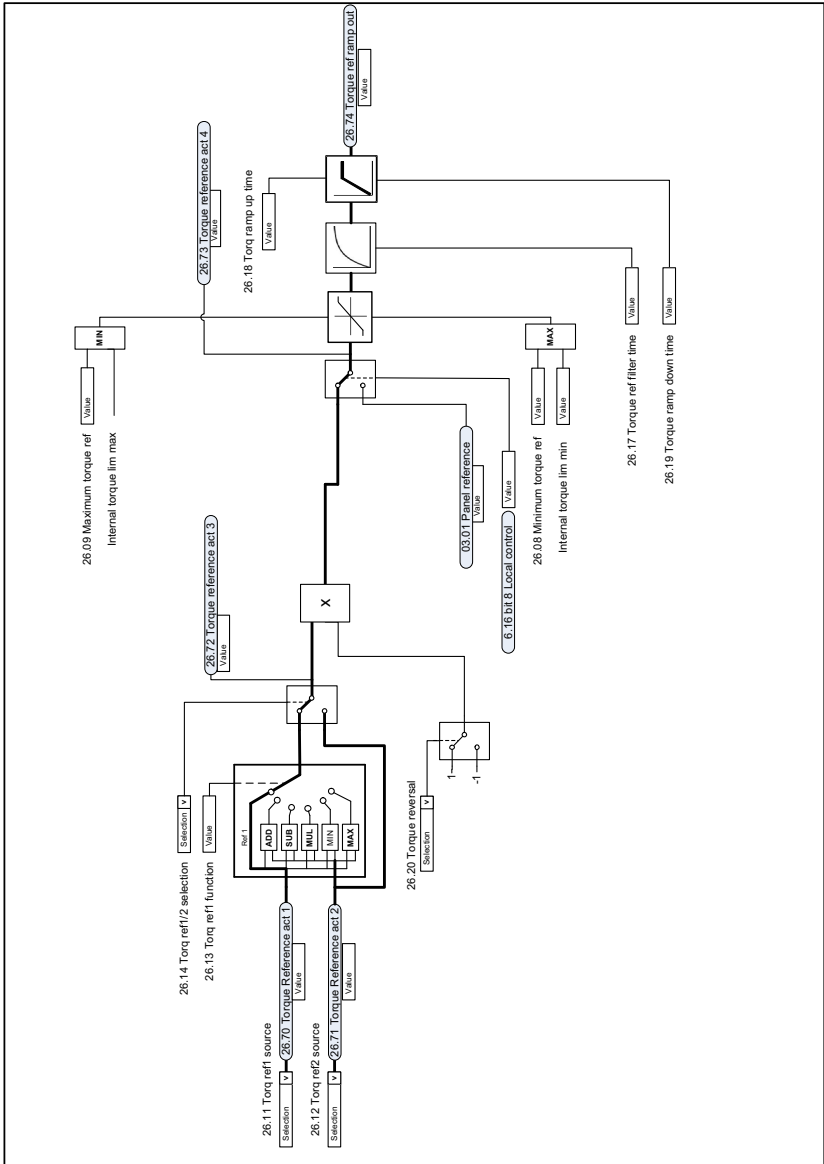 26.14 Torq ref1/2 selection
Selection v
26.13 Torq ref1 function
Value
26.11 Torq ref1 source
Selection v
26.70 Torque Reference act 1
Value
26.12 Torq ref2 source
Selection v
26.71 Torque Reference act 2
Value
Ref 1
ADD
SUB
MUL
MIN
MAX
26.20 Torque reversal
Selection v
1
-1
26.72 Torque reference act 3
Value
X
26.09 Maximum torque ref
Value
Internal torque lim max
MIN
26.73 Torque reference act 4
Value
03.01 Panel reference
Value
6.16 bit 8 Local control
Value
26.08 Minimum torque ref
Value
Internal torque lim min
Value
MAX
26.18 Torq ramp up time
Value
26.17 Torque ref filter time
Value
26.19 Torque ramp down time
Value
26.74 Torque ref ramp out
Value